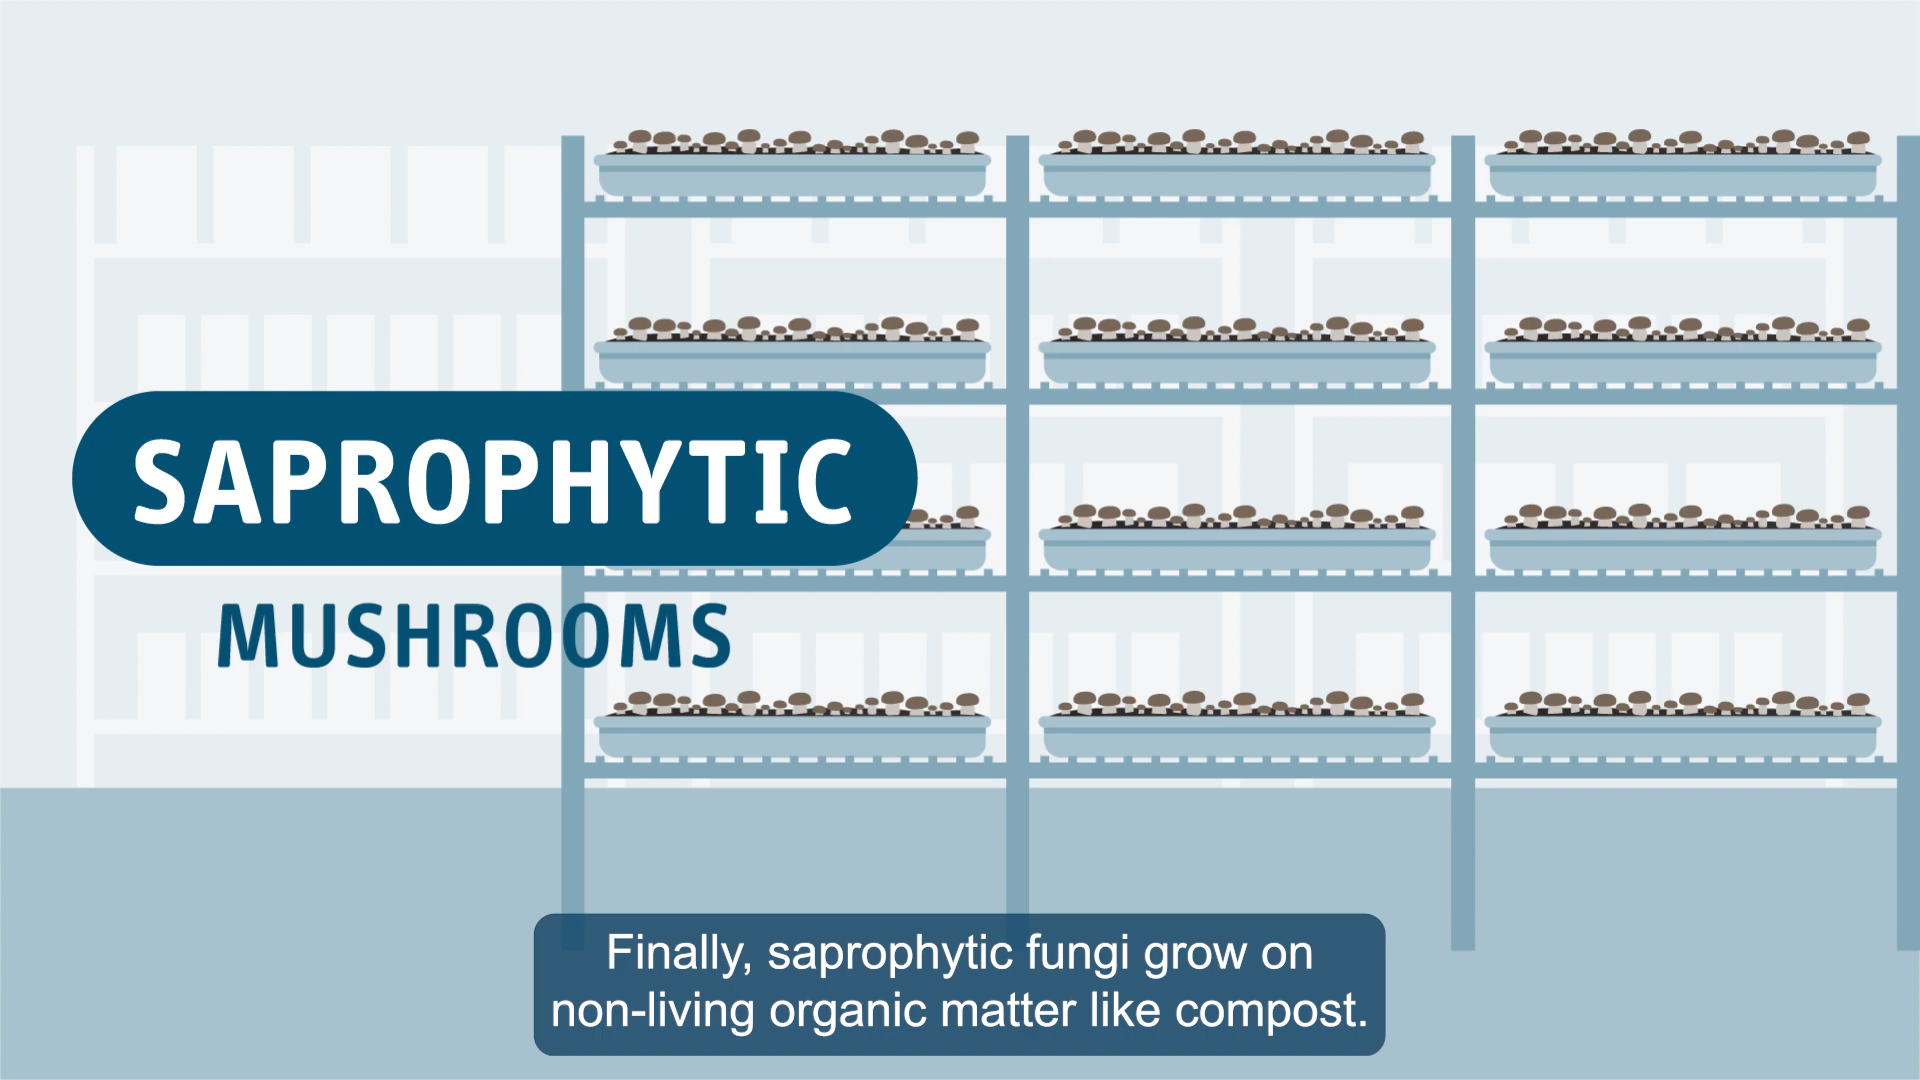 SAPROPHYTIC
MUSHROOMS
Finally, saprophytic fungi grow on
non-living organic matter like compost.